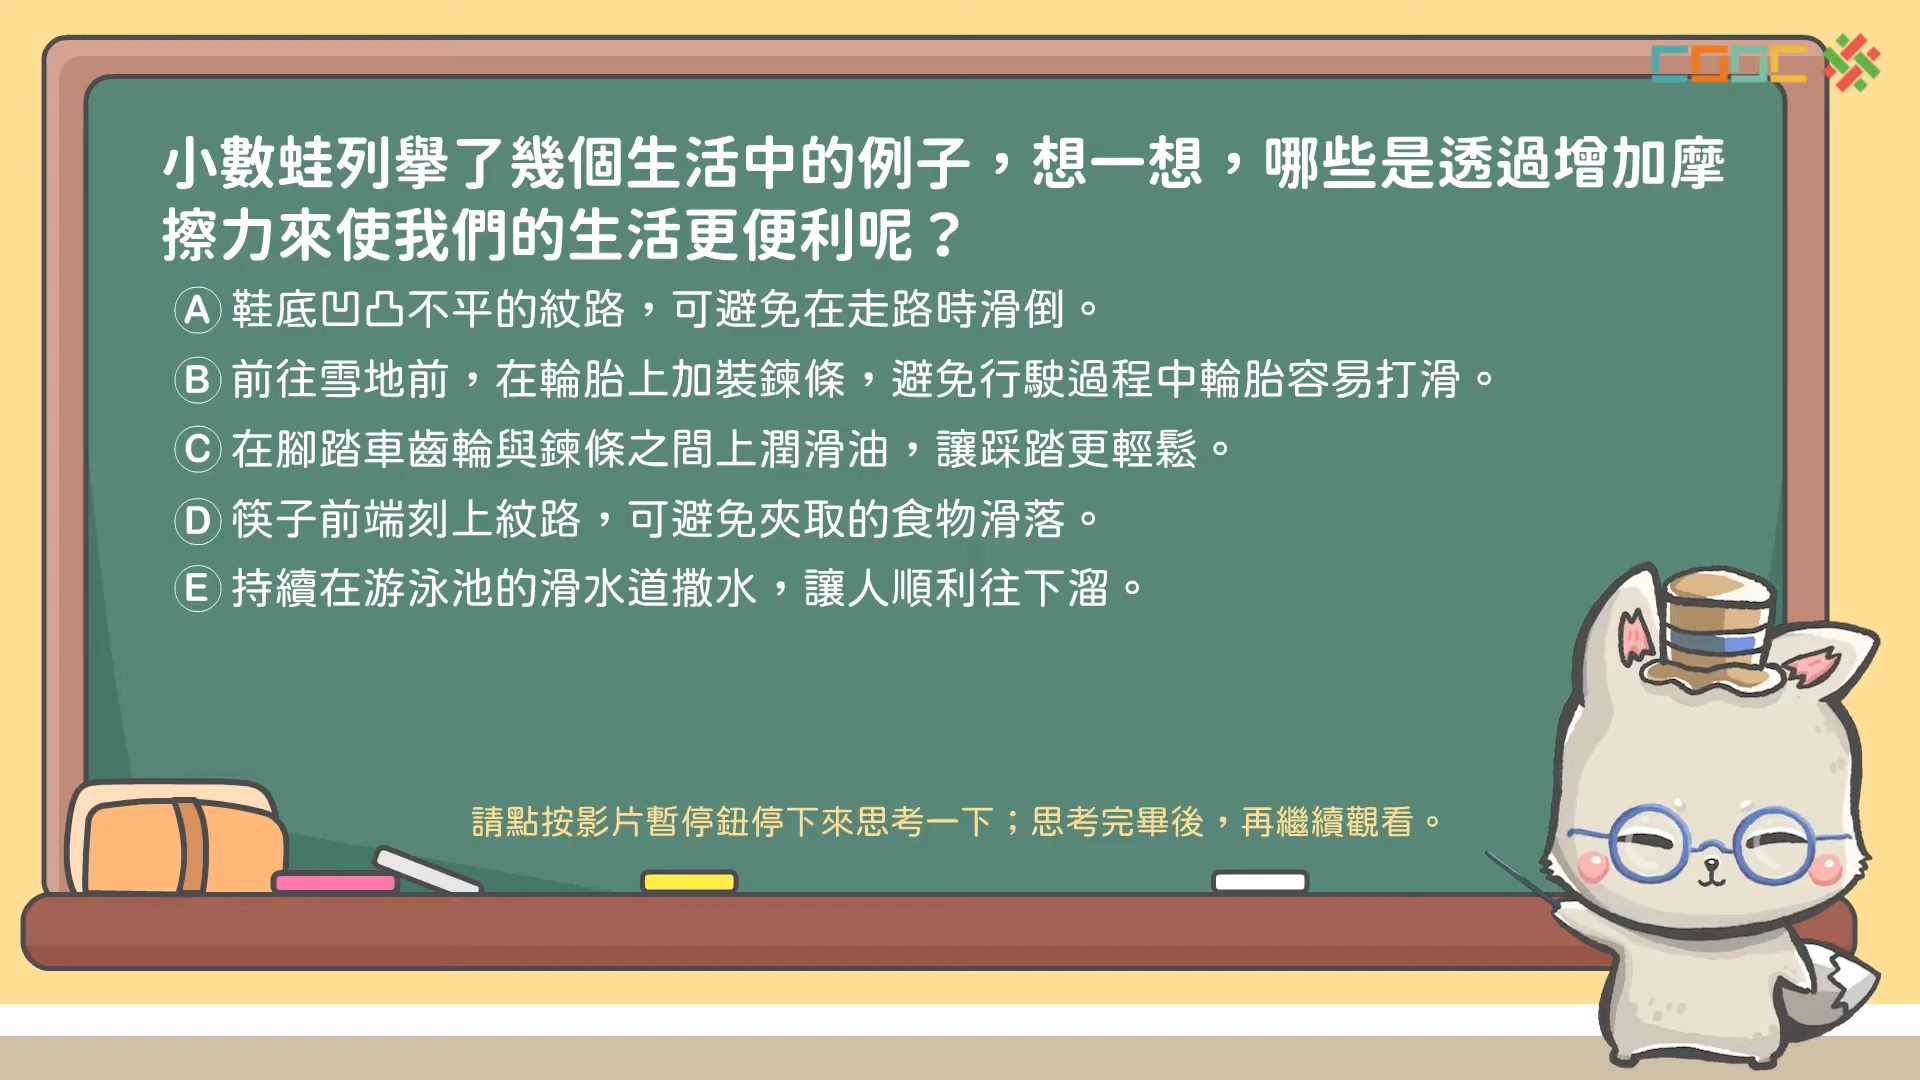 COOC
小數蛙列舉了幾個生活中的例子，想一想，哪些是透過增加摩
擦力來使我們的生活更便利呢？
Ⓐ 鞋底凹凸不平的紋路，可避免在走路時滑倒。
Ⓑ 前往雪地前，在輪胎上加裝鍊條，避免行駛過程中輪胎容易打滑。
Ⓒ 在腳踏車齒輪與鍊條之間上潤滑油，讓踩踏更輕鬆。
Ⓓ 筷子前端刻上紋路，可避免夾取的食物滑落。
Ⓔ 持續在游泳池的滑水道撒水，讓人順利往下溜。
請點按影片暫停鈕停下來思考一下；思考完畢後，再繼續觀看。